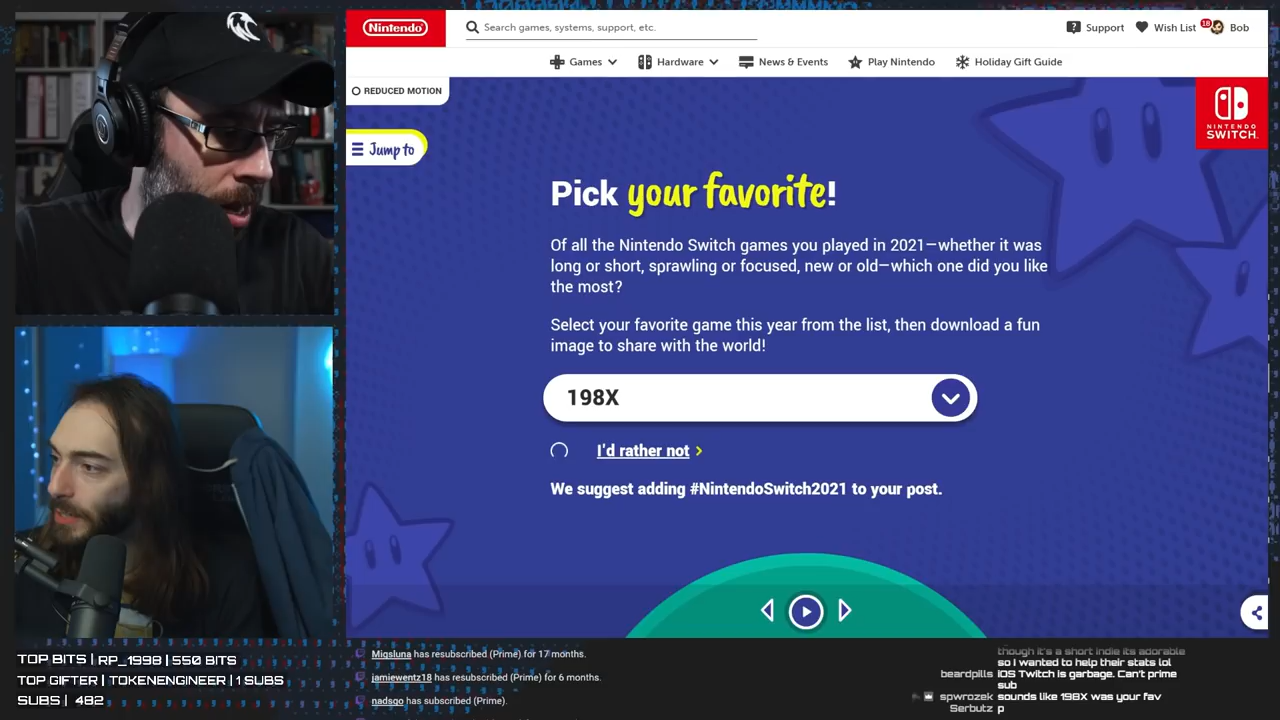 Nintendo
Search games, systems, support, etc.
Support
Wish List
18
Bob
Games
Hardware
News & Events
Play Nintendo
Holiday Gift Guide
REDUCED MOTION
NINTENDO
SWITCH.
Jump to
Pick your favorite!
Of all the Nintendo Switch games you played in 2021—whether it was
long or short, sprawling or focused, new or old—which one did you like
the most?
Select your favorite game this year from the list, then download a fun
image to share with the world!
198X
I'd rather not
We suggest adding #NintendoSwitch2021 to your post.
TOP BITS | RP_1998 | 550 BITS
TOP GIFTER | TOKENENGINEER | 1 SUBS
SUBS | 482
Miqsluna has resubscribed (Prime) for 17 months.
jamiewentz18 has resubscribed (Prime) for 6 months.
nadsgo has subscribed (Prime).
though it's a short indie its adorable
so I wanted to help their stats lol
beardpills iOS Twitch is garbage. Can't prime
sub
spwrozek sounds like 198X was your fav
Serbutz p